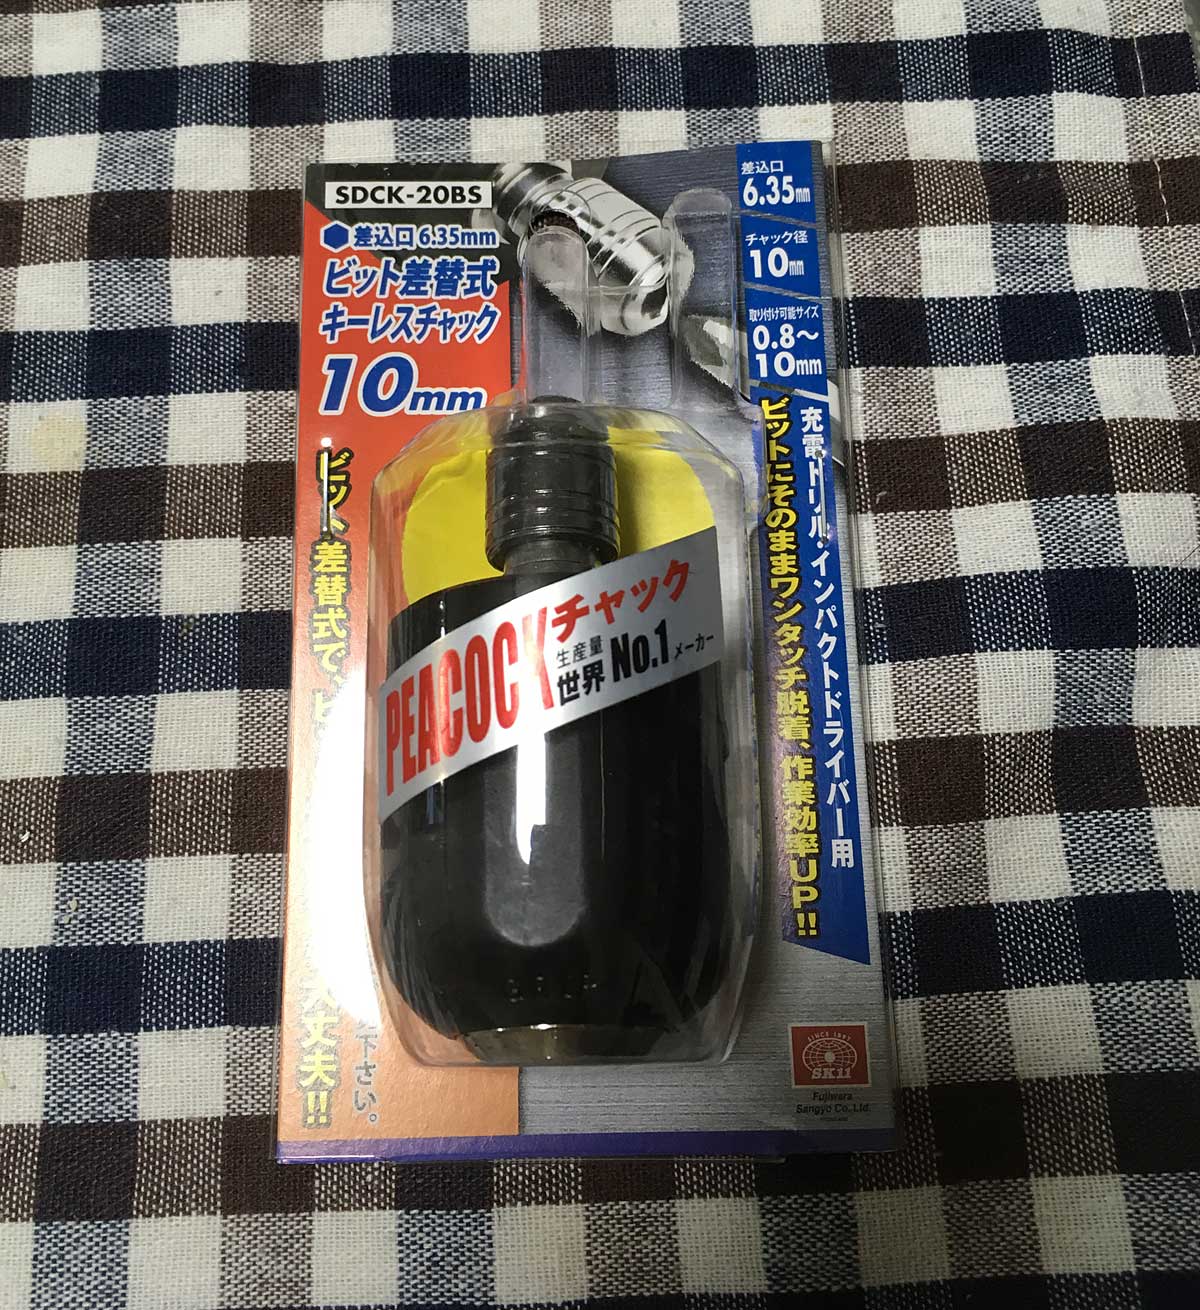 SDCK-20BS
差込口6.35mm
ビット差替式
キーレスチャック
10mm
差込口
6.35mm
チャック径
10mm
取り付け可能サイズ
0.8～
10mm
充電ドリル・インパクトドライバー用
ビットにそのままワンタッチ脱着、作業効率UP!!
ビット差替式で、
大丈夫!!
下さい。
PEACOCKチャック
生産量
世界No.1メーカー
SINCE 1897
SK11
Fujiwara
Sangyo Co.,Ltd.